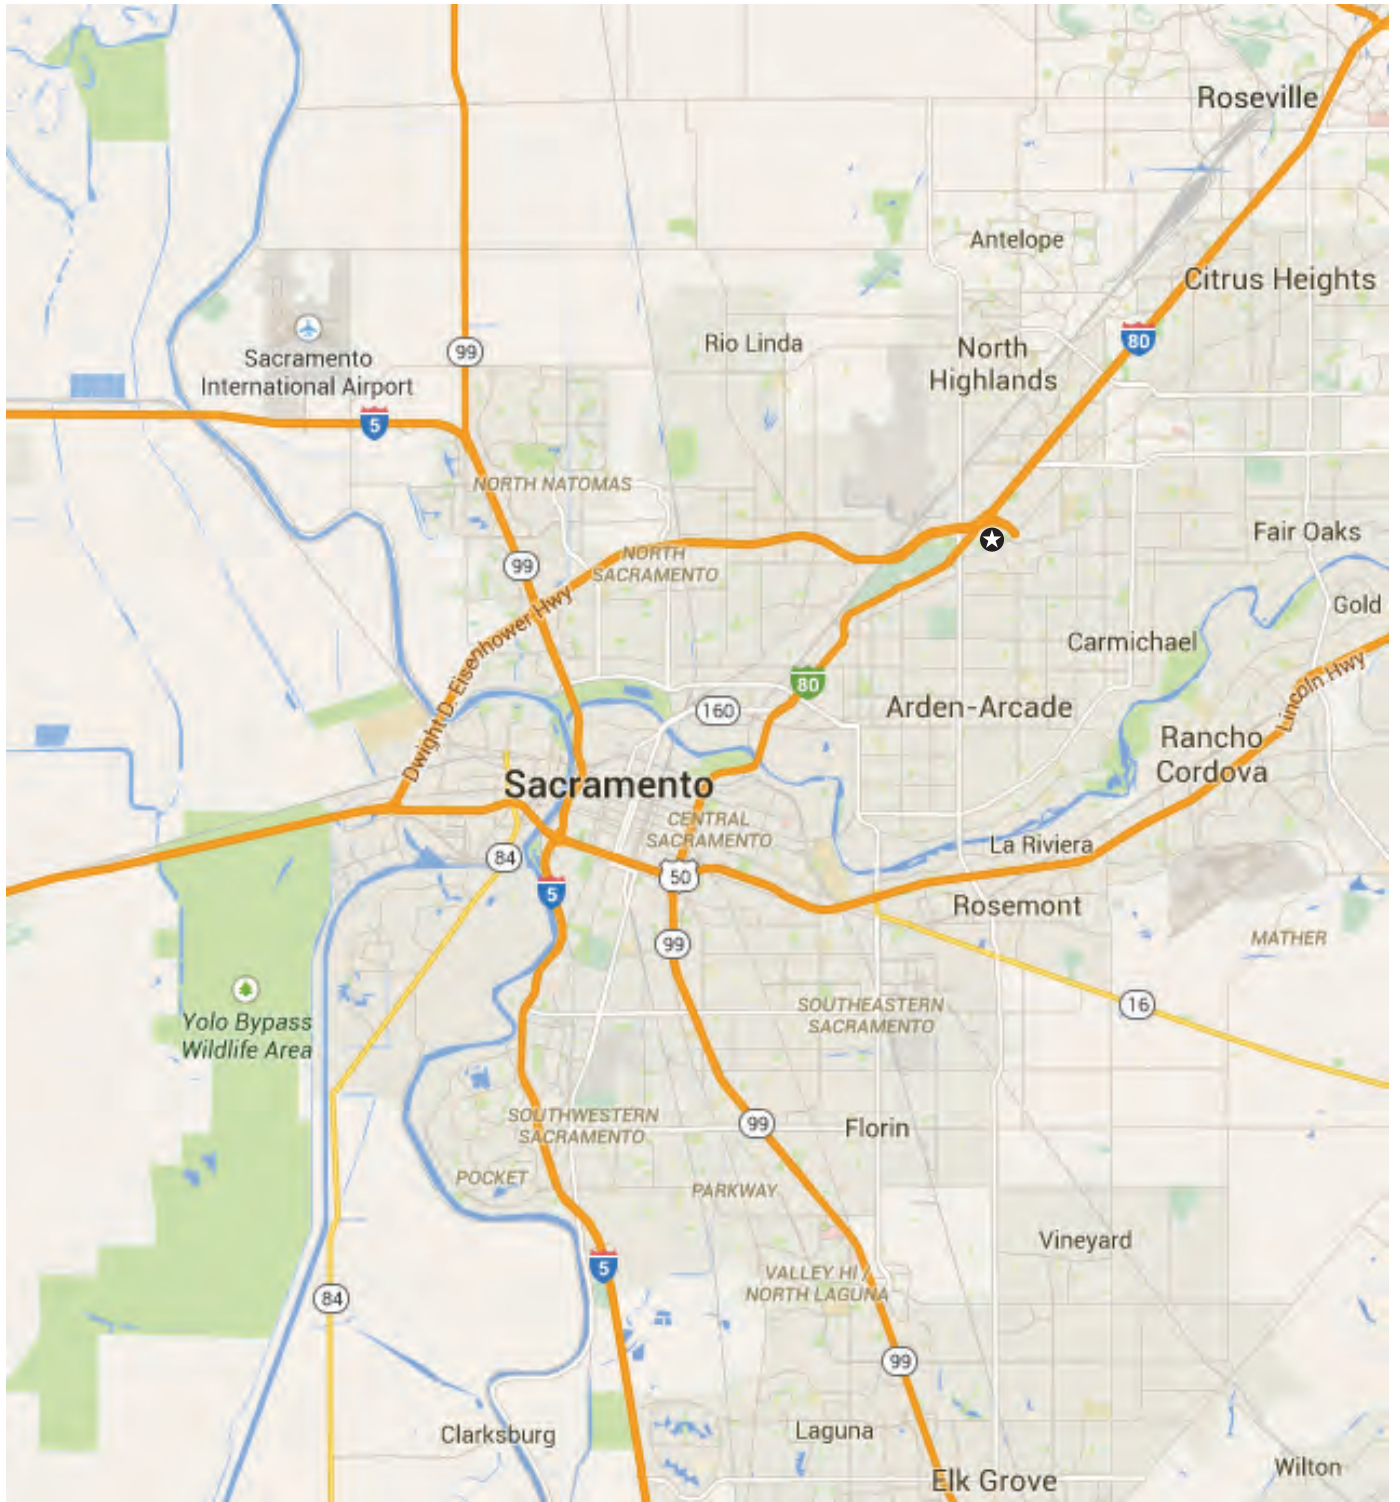 Roseville
Antelope
Citrus Heights
Sacramento
International Airport
99
Rio Linda
North
Highlands
80
5
NORTH NATOMAS
Fair Oaks
NORTH
SACRAMENTO
99
Dwight D. Eisenhower Hwy
Gold
Carmichael
80
160
Arden-Arcade
Lincoln Hwy
Rancho
Cordova
Sacramento
CENTRAL
SACRAMENTO
La Riviera
84
50
5
Rosemont
99
MATHER
Yolo Bypass
Wildlife Area
SOUTHEASTERN
SACRAMENTO
16
SOUTHWESTERN
SACRAMENTO
99
Florin
POCKET
PARKWAY
Vineyard
5
VALLEY HI /
NORTH LAGUNA
84
99
Clarksburg
Laguna
Elk Grove
Wilton